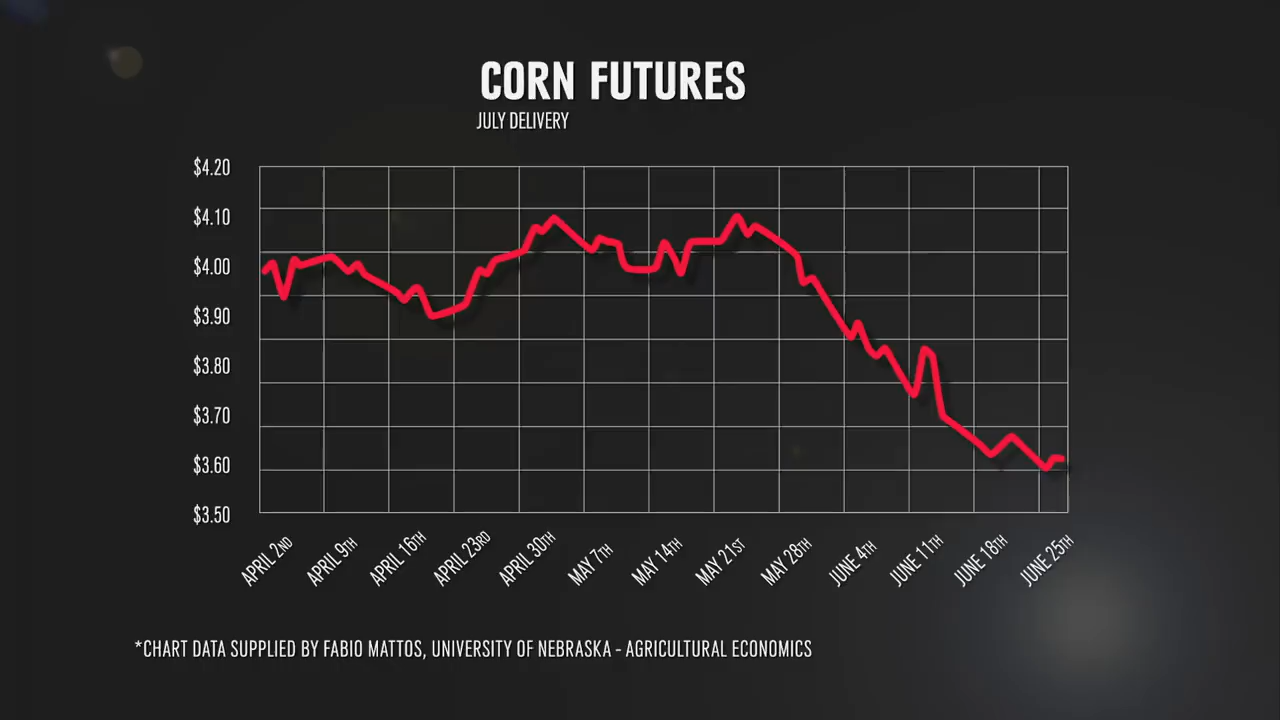 CORN FUTURES
JULY DELIVERY
$4.20
$4.10
$4.00
$3.90
$3.80
$3.70
$3.60
$3.50
APRIL 2ND
APRIL 9TH
APRIL 16TH
APRIL 23RD
APRIL 30TH
MAY 7TH
MAY 14TH
MAY 21ST
MAY 28TH
JUNE 4TH
JUNE 11TH
JUNE 18TH
JUNE 25TH
*CHART DATA SUPPLIED BY FABIO MATTOS, UNIVERSITY OF NEBRASKA - AGRICULTURAL ECONOMICS